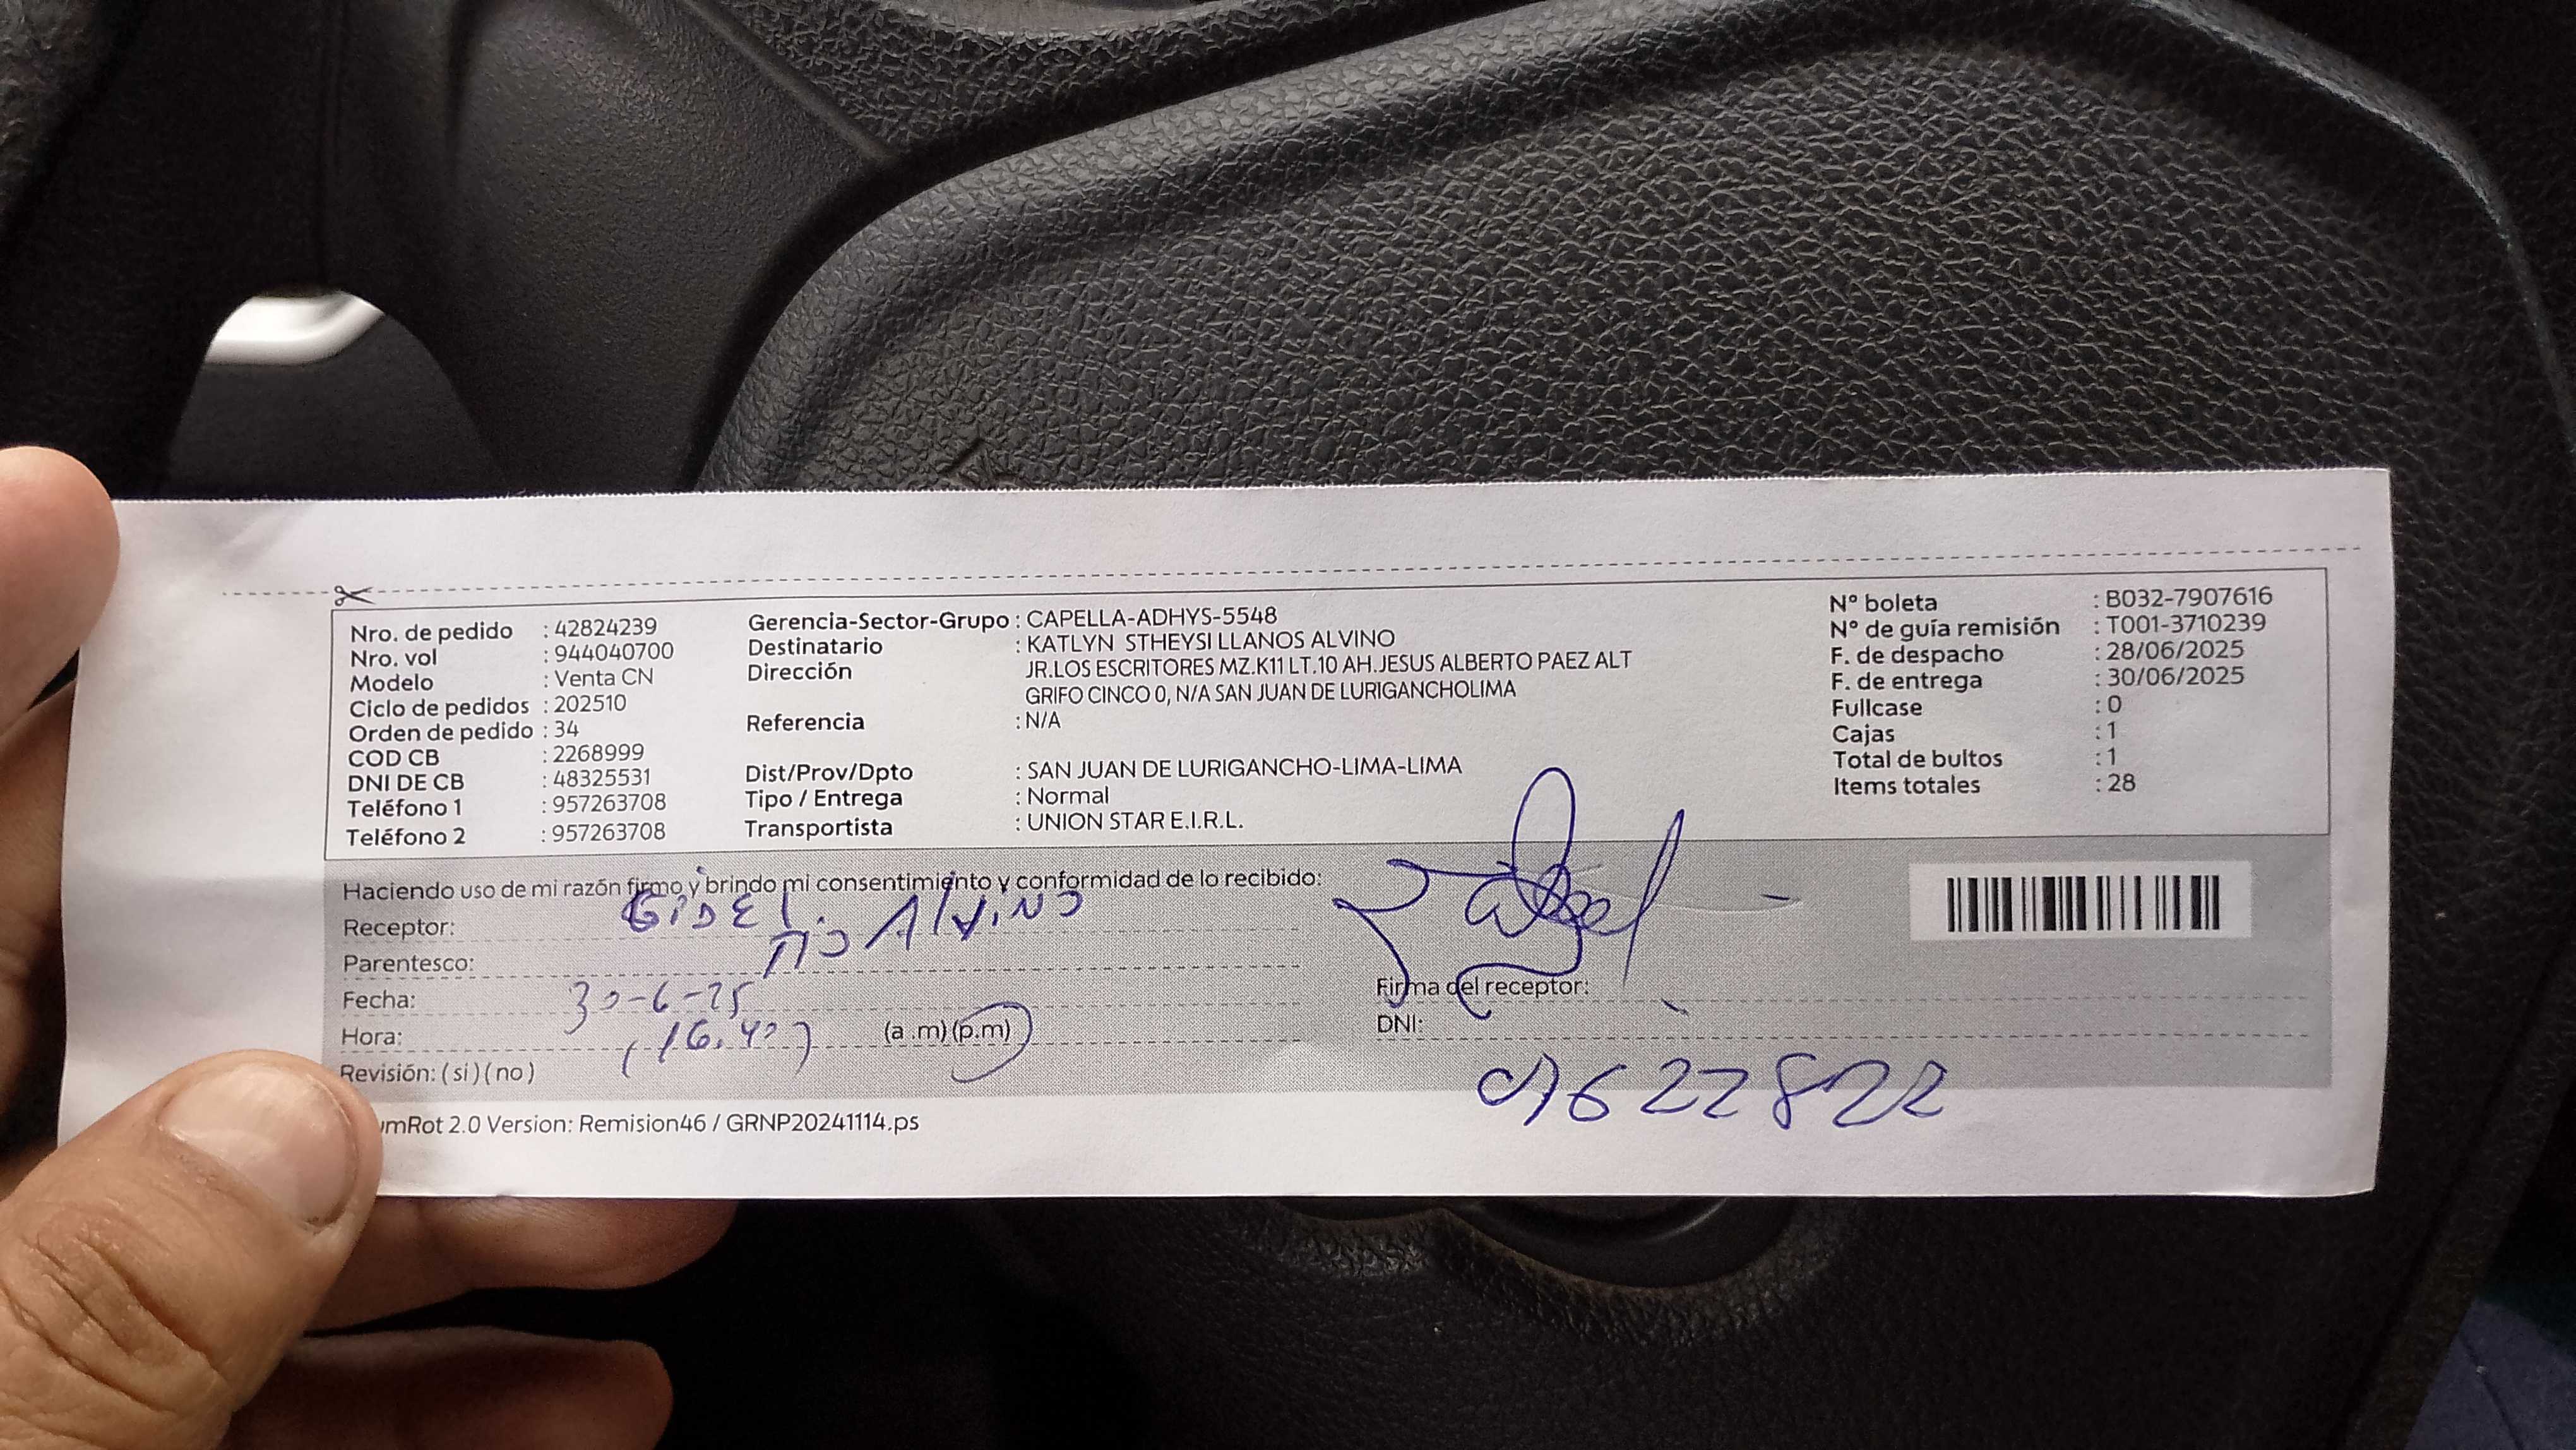 Nro. de pedido : 42824239
Nro. vol : 944040700
Modelo : Venta CN
Ciclo de pedidos : 202510
Orden de pedido : 34
COD CB : 2268999
DNI DE CB : 48325531
Teléfono 1 : 957263708
Teléfono 2 : 957263708
Gerencia-Sector-Grupo : CAPELLA-ADHYS-5548
Destinatario : KATLYN STHEYSI LLANOS ALVINO
Dirección JR.LOS ESCRITORES MZ.K11 LT.10 AH.JESUS ALBERTO PAEZ ALT
GRIFO CINCO 0, N/A SAN JUAN DE LURIGANCHOLIMA
Referencia : N/A
Dist/Prov/Dpto : SAN JUAN DE LURIGANCHO-LIMA-LIMA
Tipo / Entrega : Normal
Transportista : UNION STAR E.I.R.L.
N° boleta : B032-7907616
N° de guía remisión : T001-3710239
F. de despacho : 28/06/2025
F. de entrega : 30/06/2025
Fullcase : 0
Cajas : 1
Total de bultos : 1
Items totales : 28
Haciendo uso de mi razón firmo y brindo mi consentimiento y conformidad de lo recibido:
Receptor: Alvino
Parentesco:
Fecha: 30-6-25
Hora: (16.40) (a .m) (p.m)
Revisión: ( si ) ( no )
Firma del receptor:
DNI:
umRot 2.0 Version: Remision46 / GRNP20241114.ps